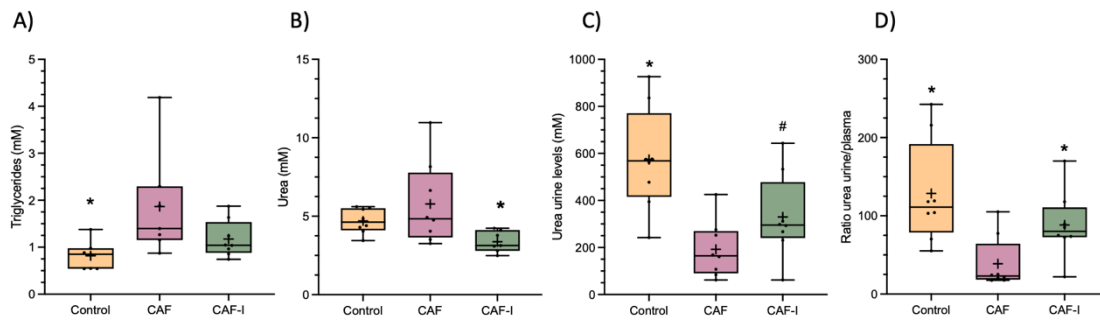 A)
Triglycerides (mM)
5
4
3
2
1
0
*
Control
CAF
CAF-I
B)
Urea (mM)
15
10
5
0
*
Control
CAF
CAF-I
C)
Urea urine levels (mM)
1000
800
600
400
200
0
*
#
Control
CAF
CAF-I
D)
Ratio urea urine/plasma
300
200
100
0
*
*
Control
CAF
CAF-I